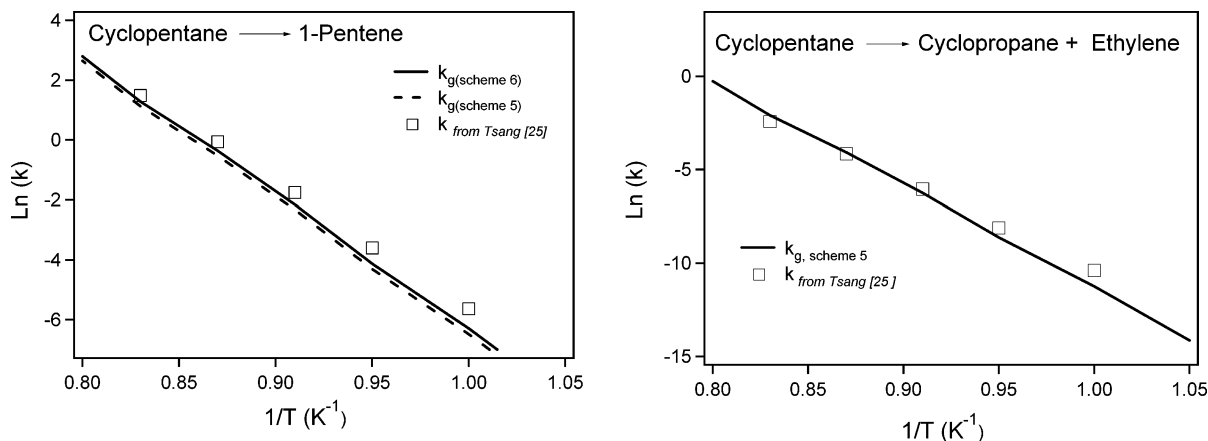 Cyclopentane → 1-Pentene
kg(scheme 6)
kg(scheme 5)
k from Tsang [25]
Ln (k)
4
2
0
-2
-4
-6
0.80 0.85 0.90 0.95 1.00 1.05
1/T (K-1)
Cyclopentane → Cyclopropane + Ethylene
kg, scheme 5
k from Tsang [25 ]
Ln (k)
0
-5
-10
-15
0.80 0.85 0.90 0.95 1.00 1.05
1/T (K-1)